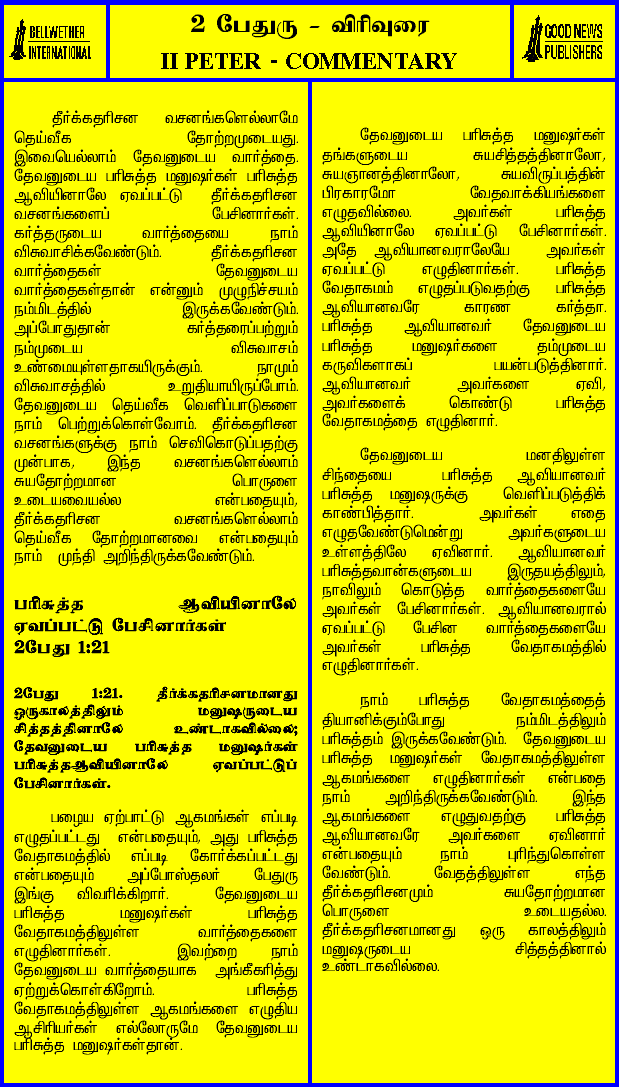 BELLWETHER
INTERNATIONAL
2 பேதுரு - விரிவுரை
II PETER - COMMENTARY
GOOD NEWS
PUBLISHERS
தீர்க்கதரிசன வசனங்களெல்லாமே
தெய்வீக தோற்றமுடையது.
இவையெல்லாம் தேவனுடைய வார்த்தை.
தேவனுடைய பரிசுத்த மனுஷர்கள் பரிசுத்த
ஆவியினாலே ஏவப்பட்டு தீர்க்கதரிசன
வசனங்களைப் பேசினார்கள்.
கர்த்தருடைய வார்த்தையை நாம்
விசுவாசிக்கவேண்டும். தீர்க்கதரிசன
வார்த்தைகள் தேவனுடைய
வார்த்தைகள்தான் என்னும் முழுநிச்சயம்
நம்மிடத்தில் இருக்கவேண்டும்.
அப்போதுதான் கர்த்தரைப்பற்றும்
நம்முடைய விசுவாசம்
உண்மையுள்ளதாகயிருக்கும். நாமும்
விசுவாசத்தில் உறுதியாயிருப்போம்.
தேவனுடைய தெய்வீக வெளிப்பாடுகளை
நாம் பெற்றுக்கொள்வோம். தீர்க்கதரிசன
வசனங்களுக்கு நாம் செவிகொடுப்பதற்கு
முன்பாக, இந்த வசனங்களெல்லாம்
சுயதோற்றமான பொருளை
உடையவையல்ல என்பதையும்,
தீர்க்கதரிசன வசனங்களெல்லாம்
தெய்வீக தோற்றமானவை என்பதையும்
நாம் முந்தி அறிந்திருக்கவேண்டும்.
பரிசுத்த ஆவியினாலே
ஏவப்பட்டு பேசினார்கள்
2பேது 1:21
2பேது 1:21. தீர்க்கதரிசனமானது
ஒருகாலத்திலும் மனுஷருடைய
சித்தத்தினாலே உண்டாகவில்லை;
தேவனுடைய பரிசுத்த மனுஷர்கள்
பரிசுத்தஆவியினாலே ஏவப்பட்டுப்
பேசினார்கள்.
பழைய ஏற்பாட்டு ஆகமங்கள் எப்படி
எழுதப்பட்டது என்பதையும், அது பரிசுத்த
வேதாகமத்தில் எப்படி கோர்க்கப்பட்டது
என்பதையும் அப்போஸ்தலர் பேதுரு
இங்கு விவரிக்கிறார். தேவனுடைய
பரிசுத்த மனுஷர்கள் பரிசுத்த
வேதாகமத்திலுள்ள வார்த்தைகளை
எழுதினார்கள். இவற்றை நாம்
தேவனுடைய வார்த்தையாக அங்கீகரித்து
ஏற்றுக்கொள்கிறோம். பரிசுத்த
வேதாகமத்திலுள்ள ஆகமங்களை எழுதிய
ஆசிரியர்கள் எல்லோருமே தேவனுடைய
பரிசுத்த மனுஷர்கள்தான்.
தேவனுடைய பரிசுத்த மனுஷர்கள்
தங்களுடைய சுயசித்தத்தினாலோ,
சுயஞானத்தினாலோ, சுயவிருப்பத்தின்
பிரகாரமோ வேதவாக்கியங்களை
எழுதவில்லை. அவர்கள் பரிசுத்த
ஆவியினாலே ஏவப்பட்டு பேசினார்கள்.
அதே ஆவியானவராலேயே அவர்கள்
ஏவப்பட்டு எழுதினார்கள். பரிசுத்த
வேதாகமம் எழுதப்படுவதற்கு பரிசுத்த
ஆவியானவரே காரண கர்த்தா.
பரிசுத்த ஆவியானவர் தேவனுடைய
பரிசுத்த மனுஷர்களை தம்முடைய
கருவிகளாகப் பயன்படுத்தினார்.
ஆவியானவர் அவர்களை ஏவி,
அவர்களைக் கொண்டு பரிசுத்த
வேதாகமத்தை எழுதினார்.
தேவனுடைய மனதிலுள்ள
சிந்தையை பரிசுத்த ஆவியானவர்
பரிசுத்த மனுஷருக்கு வெளிப்படுத்திக்
காண்பித்தார். அவர்கள் எதை
எழுதவேண்டுமென்று அவர்களுடைய
உள்ளத்திலே ஏவினார். ஆவியானவர்
பரிசுத்தவான்களுடைய இருதயத்திலும்,
நாவிலும் கொடுத்த வார்த்தைகளையே
அவர்கள் பேசினார்கள். ஆவியானவரால்
ஏவப்பட்டு பேசின வார்த்தைகளையே
அவர்கள் பரிசுத்த வேதாகமத்தில்
எழுதினார்கள்.
நாம் பரிசுத்த வேதாகமத்தைத்
தியானிக்கும்போது நம்மிடத்திலும்
பரிசுத்தம் இருக்கவேண்டும். தேவனுடைய
பரிசுத்த மனுஷர்கள் வேதாகமத்திலுள்ள
ஆகமங்களை எழுதினார்கள் என்பதை
நாம் அறிந்திருக்கவேண்டும். இந்த
ஆகமங்களை எழுதுவதற்கு பரிசுத்த
ஆவியானவரே அவர்களை ஏவினார்
என்பதையும் நாம் புரிந்துகொள்ள
வேண்டும். வேதத்திலுள்ள எந்த
தீர்க்கதரிசனமும் சுயதோற்றமான
பொருளை உடையதல்ல.
தீர்க்கதரிசனமானது ஒரு காலத்திலும்
மனுஷருடைய சித்தத்தினால்
உண்டாகவில்லை.